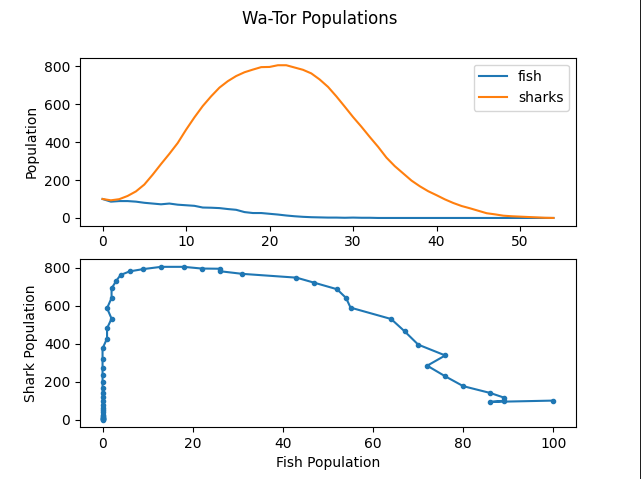 Wa-Tor Populations
800
600
400
200
0
Population
fish
sharks
0 10 20 30 40 50
800
600
400
200
0
Shark Population
0 20 40 60 80 100
Fish Population